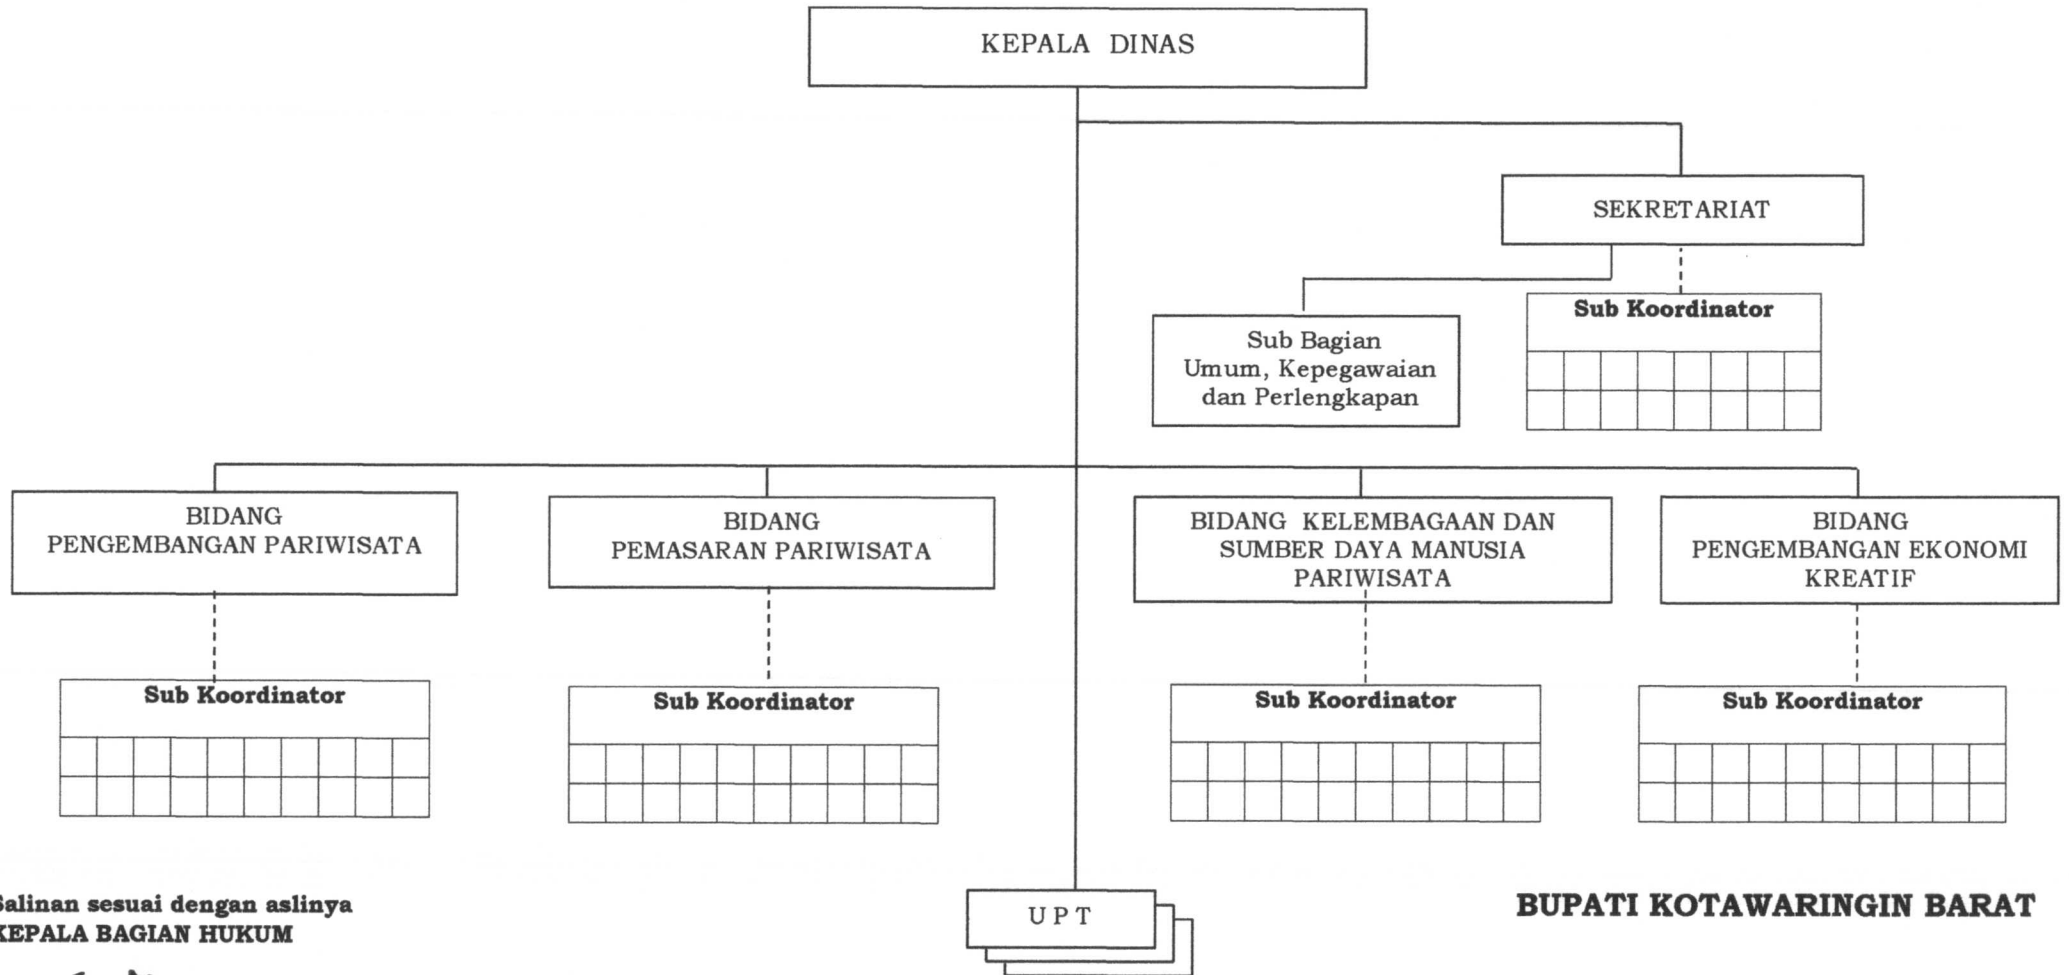 KEPALA DINAS
SEKRETARIAT
Sub Koordinator
Sub Bagian
Umum, Kepegawaian
dan Perlengkapan
BIDANG
PENGEMBANGAN PARIWISATA
BIDANG
PEMASARAN PARIWISATA
BIDANG KELEMBAGAAN DAN
SUMBER DAYA MANUSIA
PARIWISATA
BIDANG
PENGEMBANGAN EKONOMI
KREATIF
Sub Koordinator
Sub Koordinator
Sub Koordinator
Sub Koordinator
UPT
Salinan sesuai dengan aslinya
KEPALA BAGIAN HUKUM
BUPATI KOTAWARINGIN BARAT